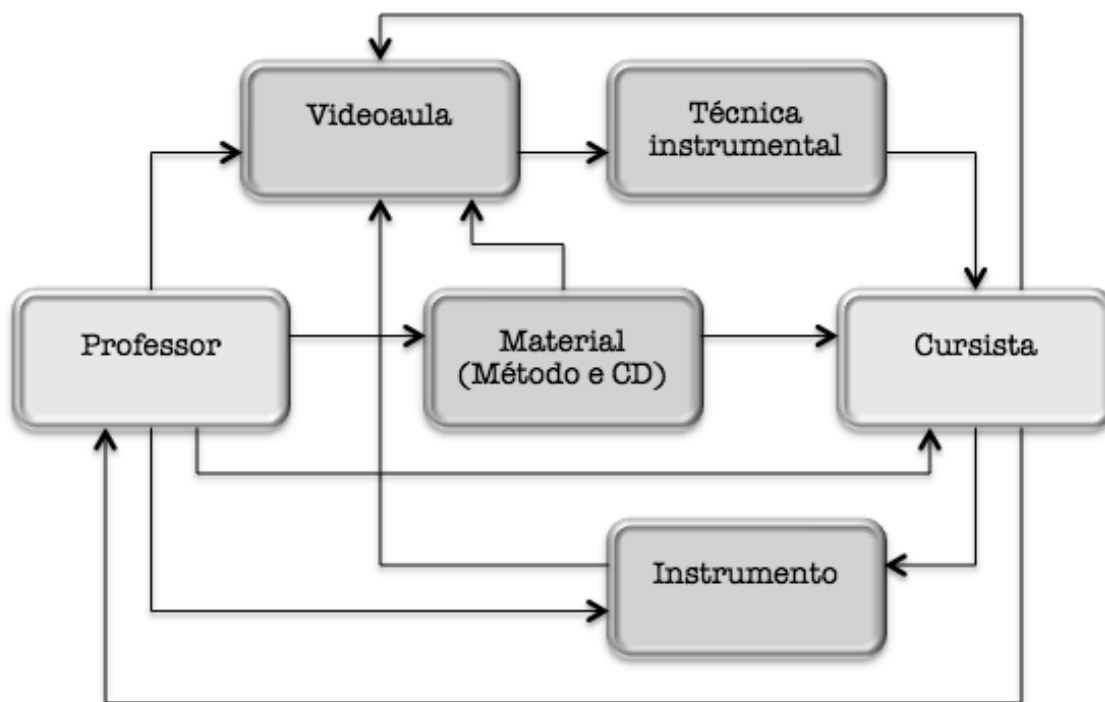 Videoaula
Técnica
instrumental
Professor
Material
(Método e CD)
Cursista
Instrumento